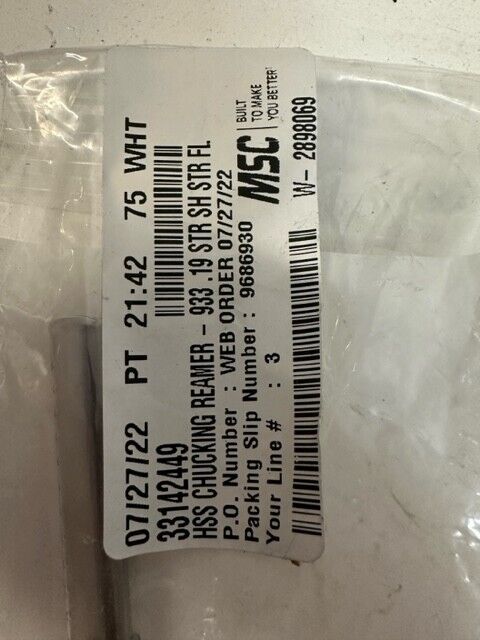 07/27/22 PT 21:42 75 WHT
33142449
HSS CHUCKING REAMER - 933 .19 STR SH STR FL
P.O. Number : WEB ORDER 07/27/22
Packing Slip Number : 9686930
Your Line # : 3
MSC
BUILT
TO MAKE
YOU BETTER™
W- 2898069